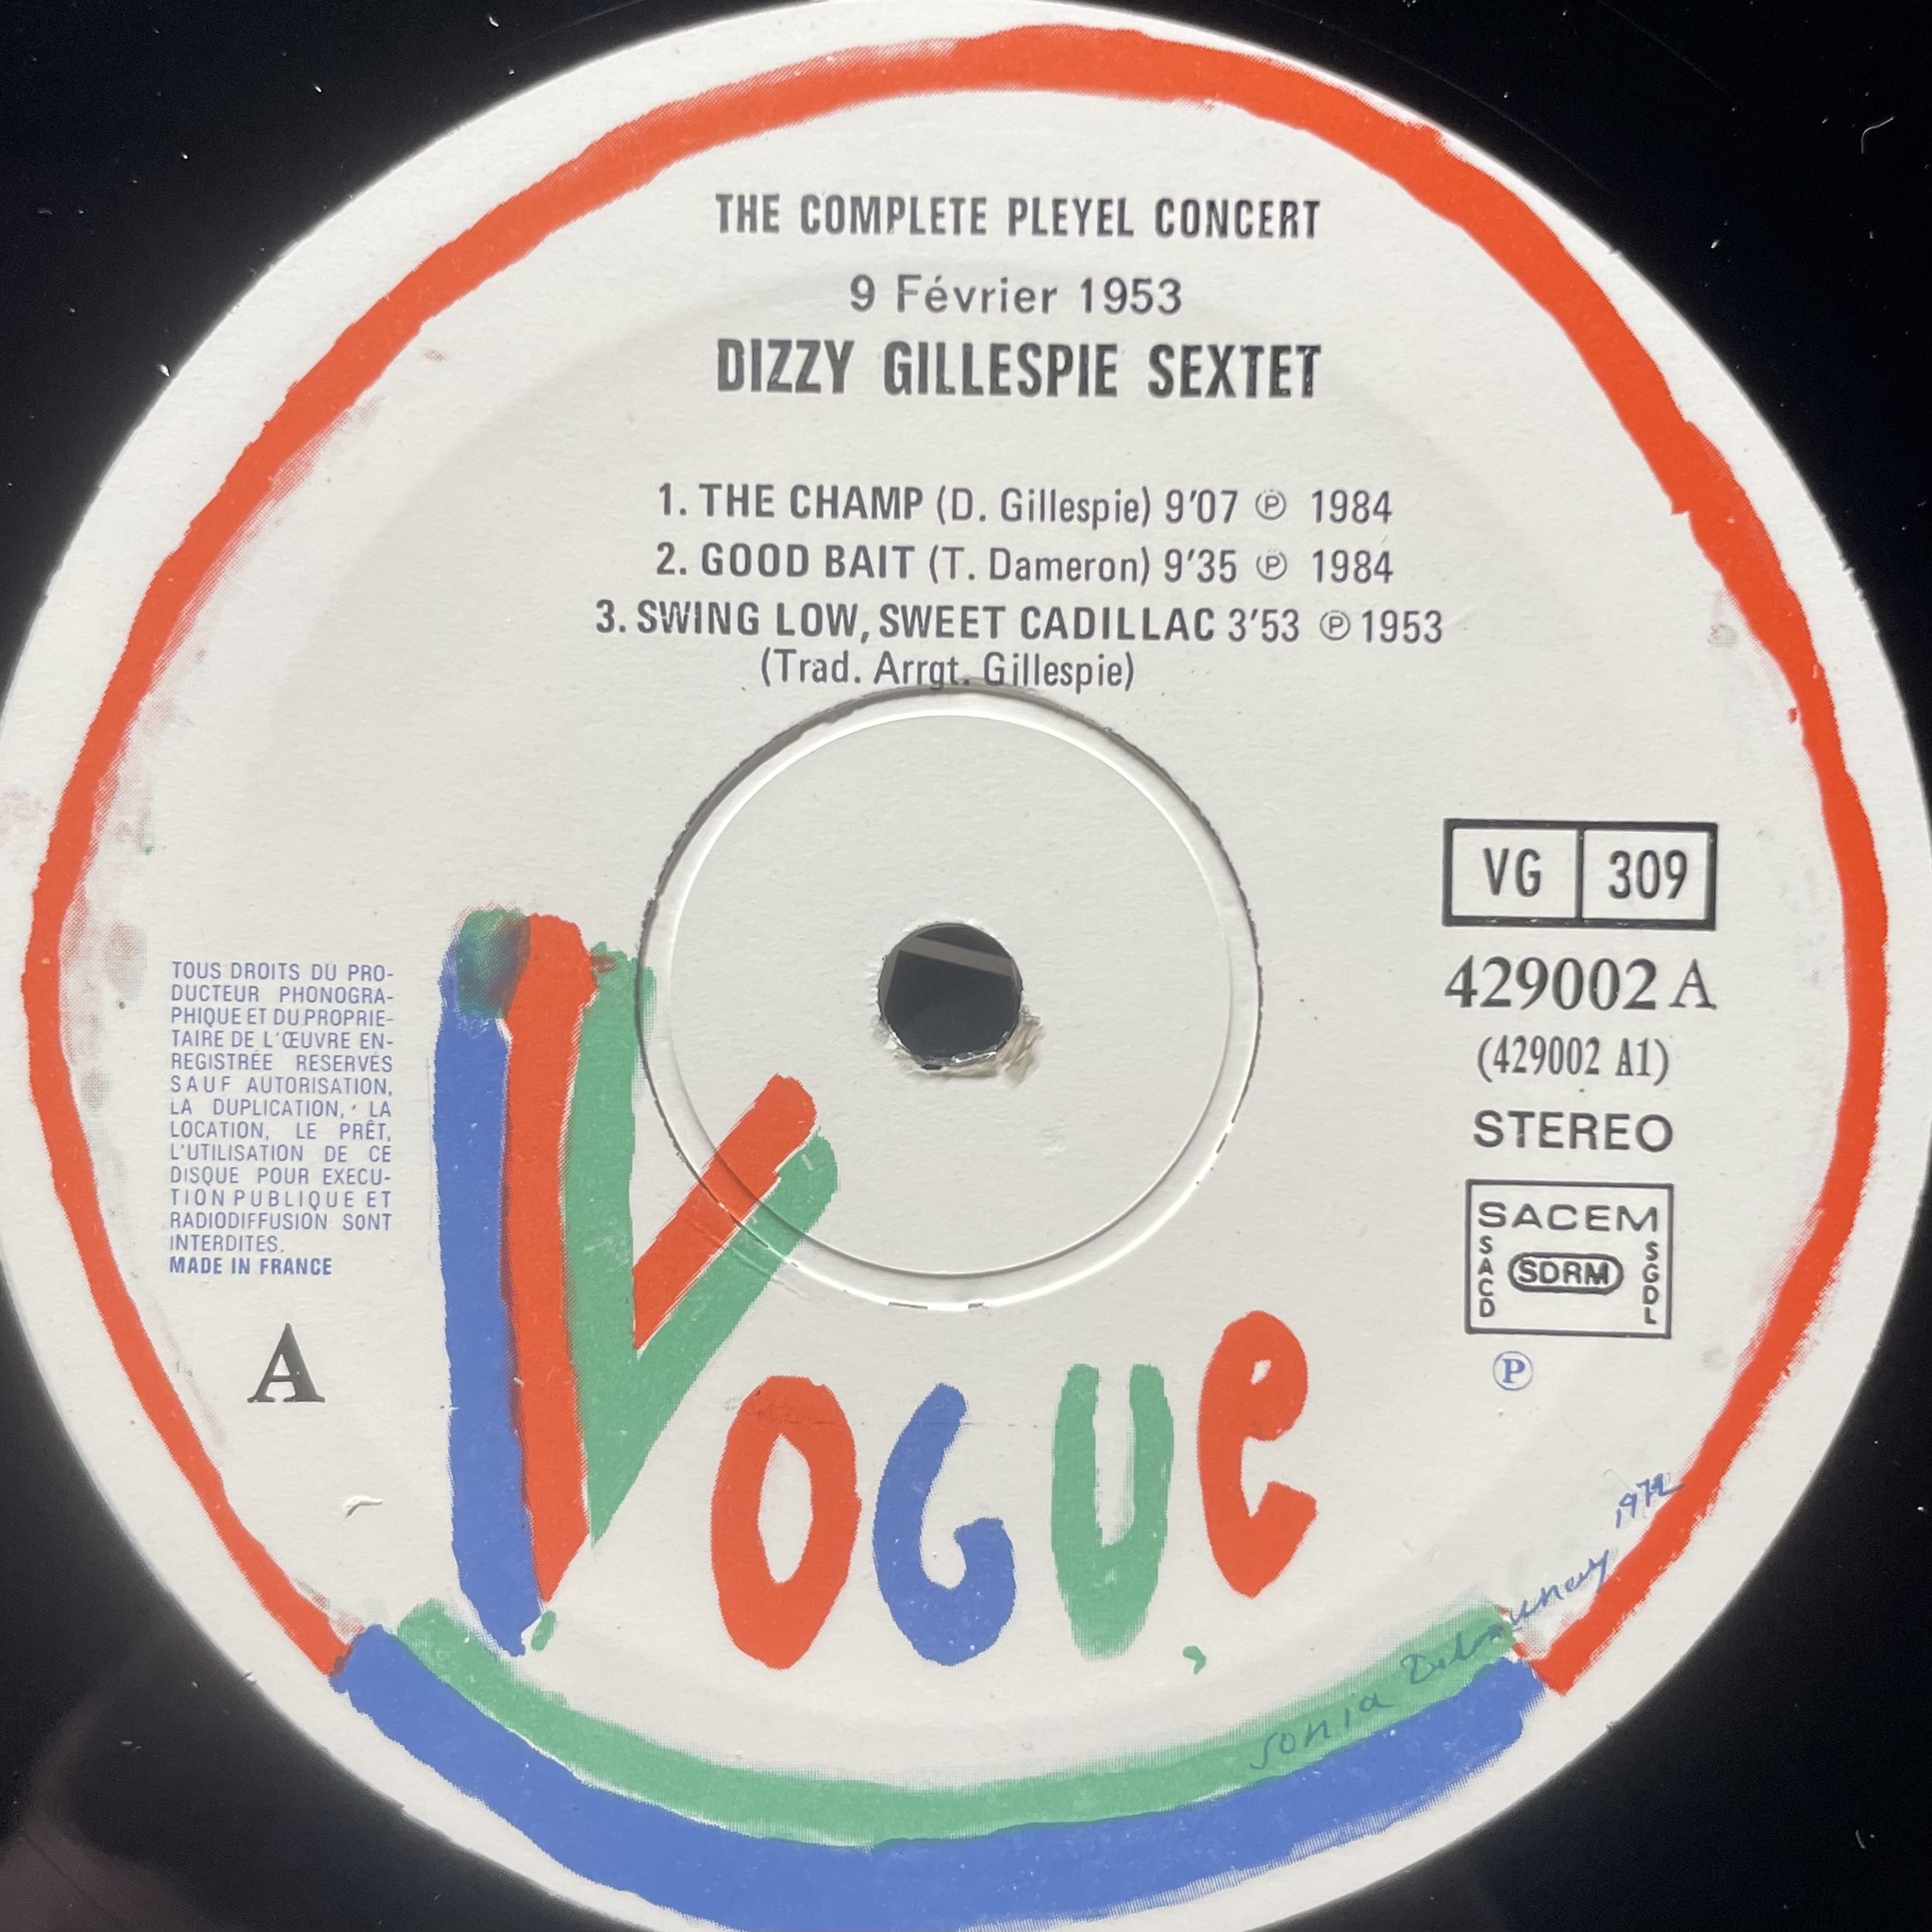 THE COMPLETE PLEYEL CONCERT
9 Février 1953
DIZZY GILLESPIE SEXTET
1. THE CHAMP (D. Gillespie) 9'07 ℗ 1984
2. GOOD BAIT (T. Dameron) 9'35 ℗ 1984
3. SWING LOW, SWEET CADILLAC 3'53 ℗ 1953
(Trad. Arrgt. Gillespie)
VG 309
429002 A
(429002 A1)
STEREO
SACEM
SACD
SDRM
SGDL
℗
TOUS DROITS DU PRO-
DUCTEUR PHONOGRA-
PHIQUE ET DU PROPRIE-
TAIRE DE L'ŒUVRE EN-
REGISTRÉE RESERVÉS
SAUF AUTORISATION,
LA DUPLICATION, LA
LOCATION, LE PRÊT,
L'UTILISATION DE CE
DISQUE POUR EXECU-
TION PUBLIQUE ET
RADIODIFFUSION SONT
INTERDITES.
MADE IN FRANCE
A
VOGUe
sonia Delaunay 1972